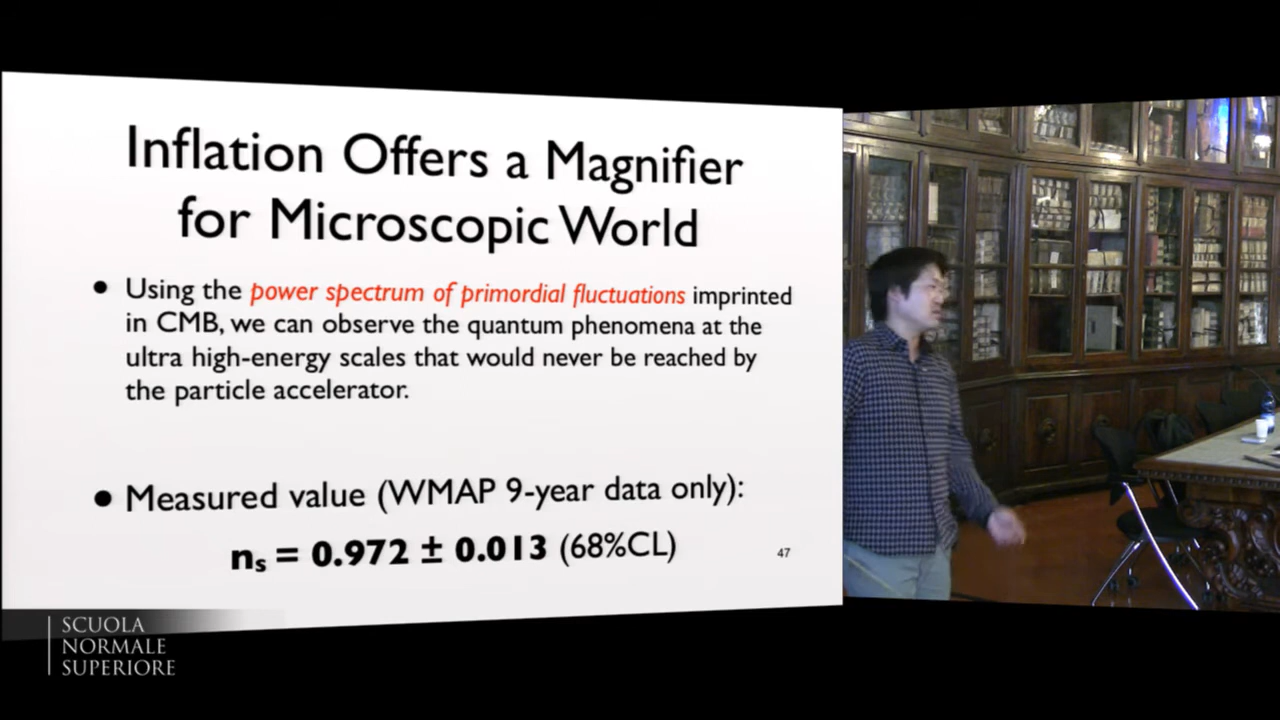 Inflation Offers a Magnifier
for Microscopic World
• Using the power spectrum of primordial fluctuations imprinted
in CMB, we can observe the quantum phenomena at the
ultra high-energy scales that would never be reached by
the particle accelerator.
• Measured value (WMAP 9-year data only):
nₛ = 0.972 ± 0.013 (68%CL)
47
SCUOLA
NORMALE
SUPERIORE